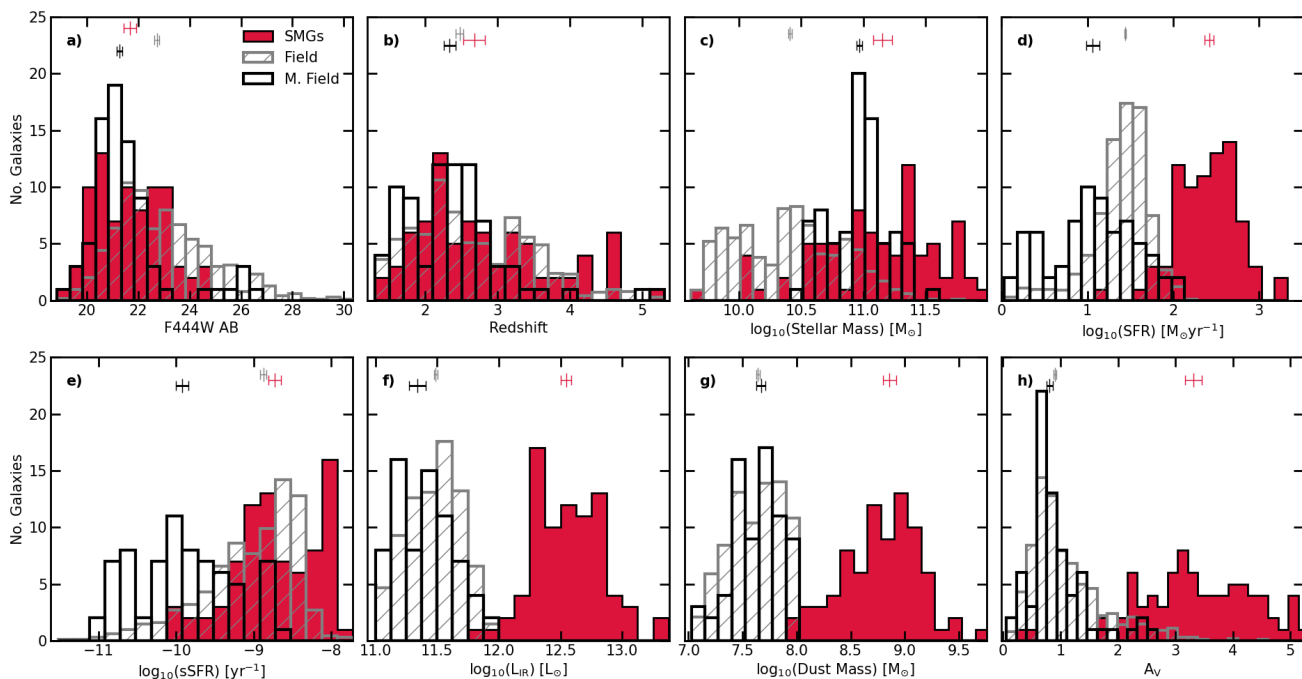 25
20
15
10
5
0
No. Galaxies
a)
SMGs
Field
M. Field
20 22 24 26 28 30
F444W AB
b)
2 3 4 5
Redshift
c)
10.0 10.5 11.0 11.5
log₁₀(Stellar Mass) [M⊙]
d)
0 1 2 3
log₁₀(SFR) [M⊙yr⁻¹]
25
20
15
10
5
0
No. Galaxies
e)
−11 −10 −9 −8
log₁₀(sSFR) [yr⁻¹]
f)
11.0 11.5 12.0 12.5 13.0
log₁₀(L_IR) [L⊙]
g)
7.0 7.5 8.0 8.5 9.0 9.5
log₁₀(Dust Mass) [M⊙]
h)
0 1 2 3 4 5
A_V